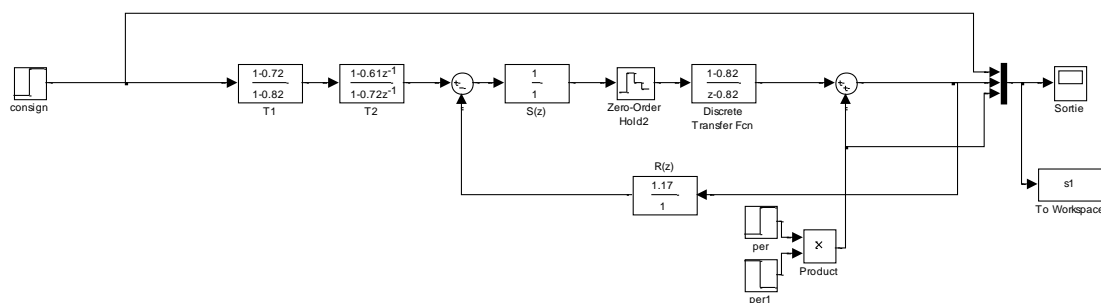 consign
1-0.72
1-0.82
T1
1-0.61z⁻¹
1-0.72z⁻¹
T2
1
1
S(z)
Zero-Order
Hold2
1-0.82
z-0.82
Discrete
Transfer Fcn
Sortie
s1
To Workspace
R(z)
1.17
1
per
per1
×
Product